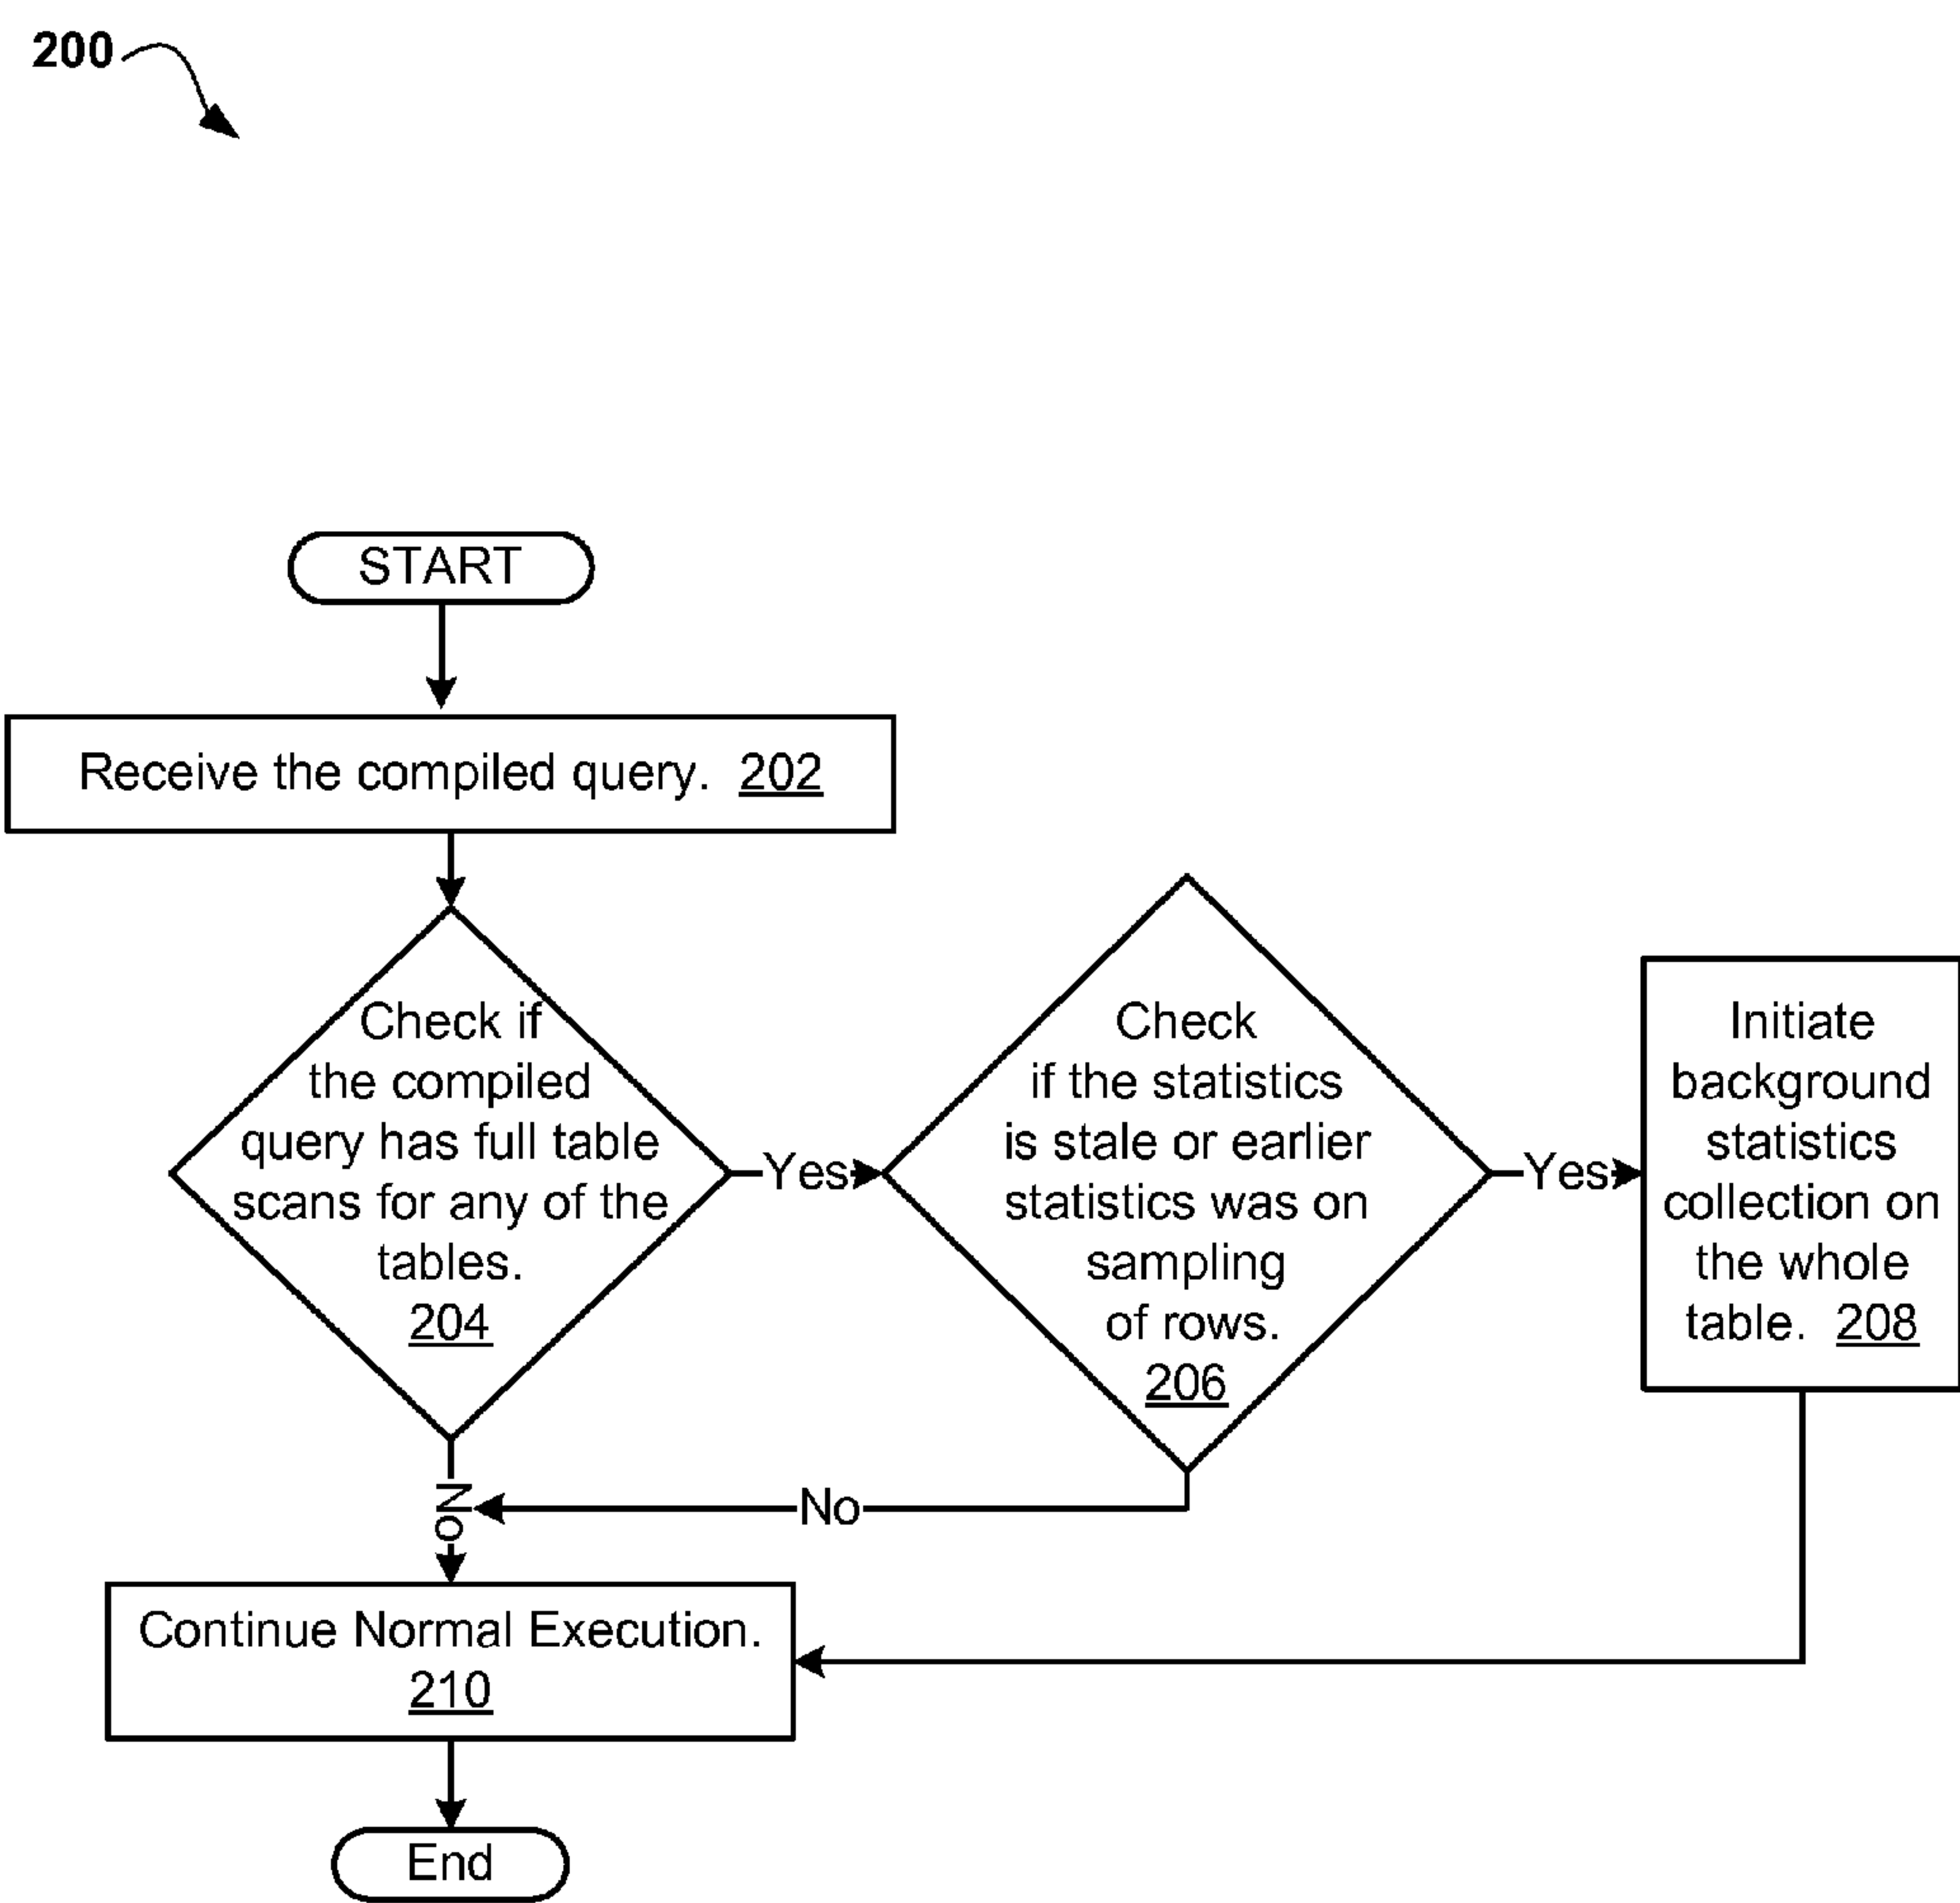 200
START
Receive the compiled query. 202
Check if
the compiled
query has full table
scans for any of the
tables.
204
Yes
Check
if the statistics
is stale or earlier
statistics was on
sampling
of rows.
206
Yes
Initiate
background
statistics
collection on
the whole
table. 208
No
No
Continue Normal Execution.
210
End